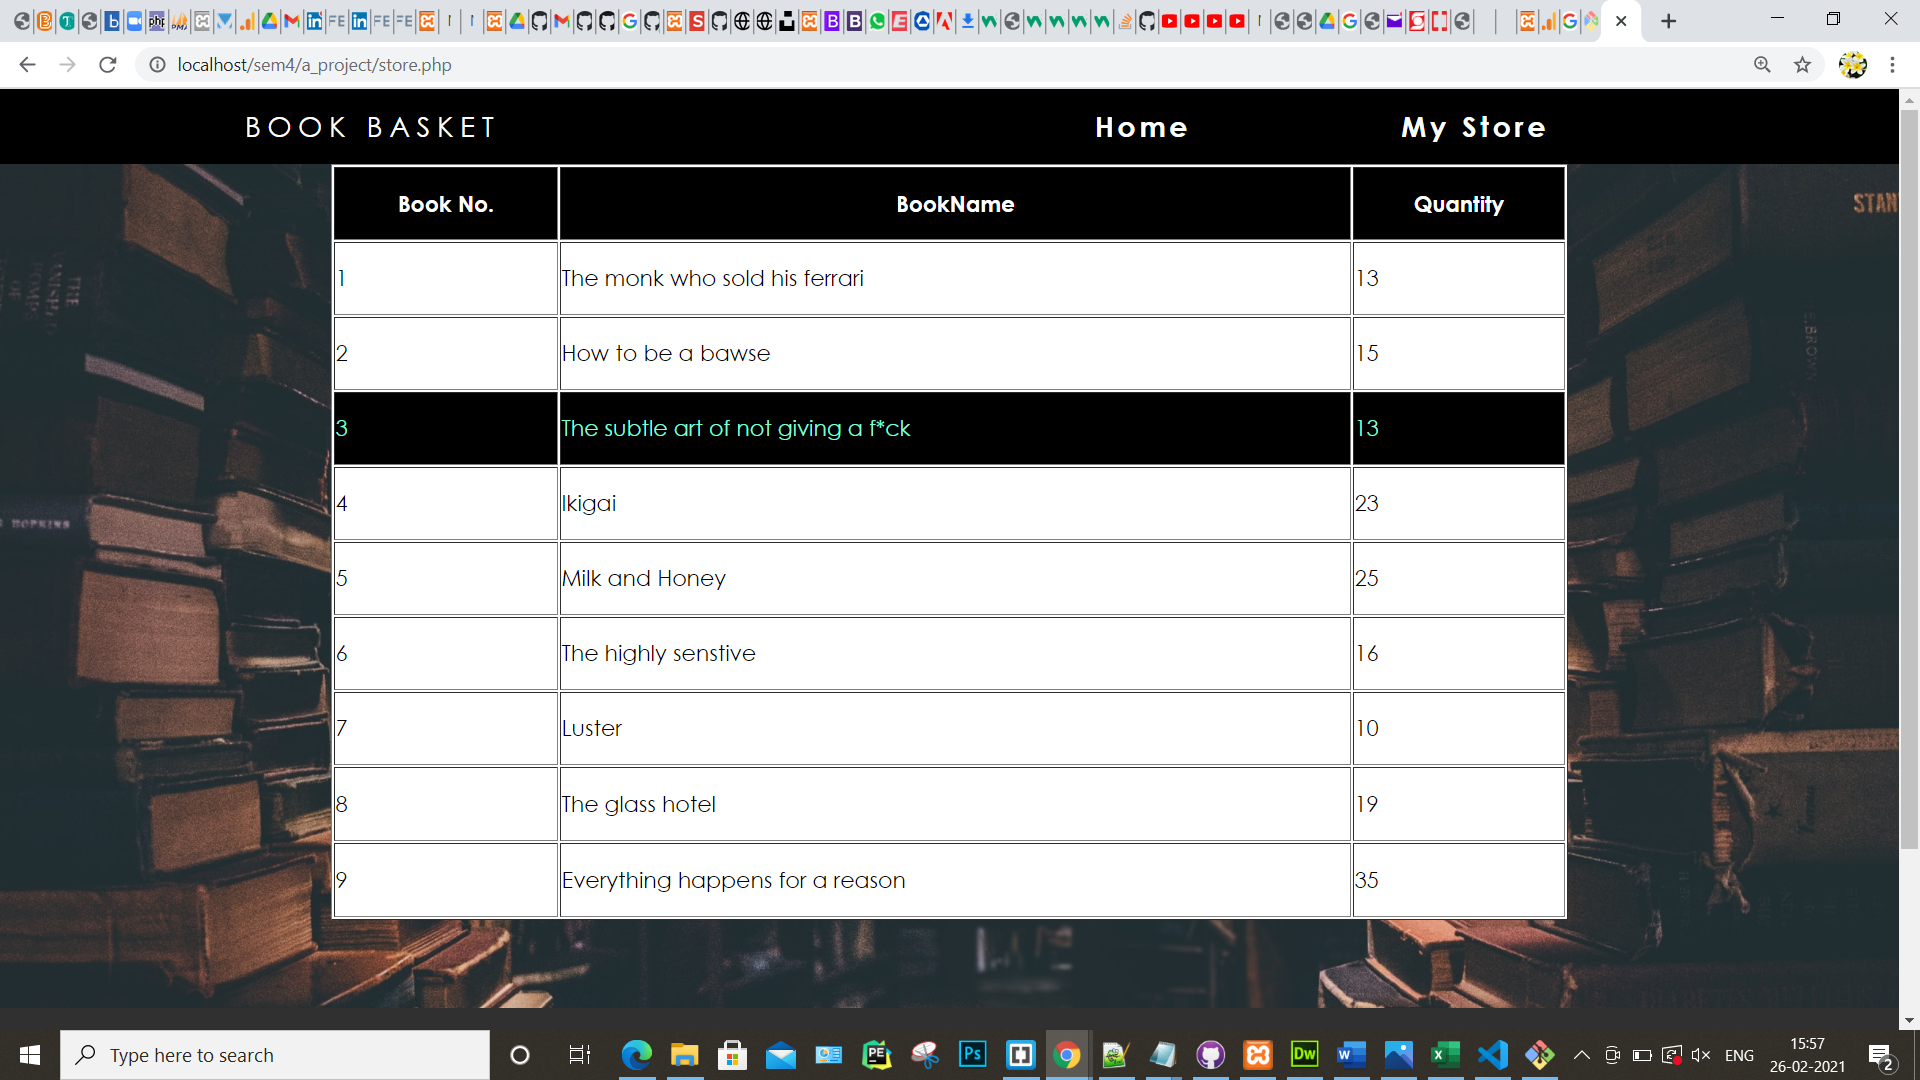 localhost/sem4/a_project/store.php
BOOK BASKET Home My Store
Book No. BookName Quantity
1 The monk who sold his ferrari 13
2 How to be a bawse 15
3 The subtle art of not giving a f*ck 13
4 Ikigai 23
5 Milk and Honey 25
6 The highly senstive 16
7 Luster 10
8 The glass hotel 19
9 Everything happens for a reason 35
STAN
HOPKINS
Type here to search
ENG
15:57
26-02-2021
2